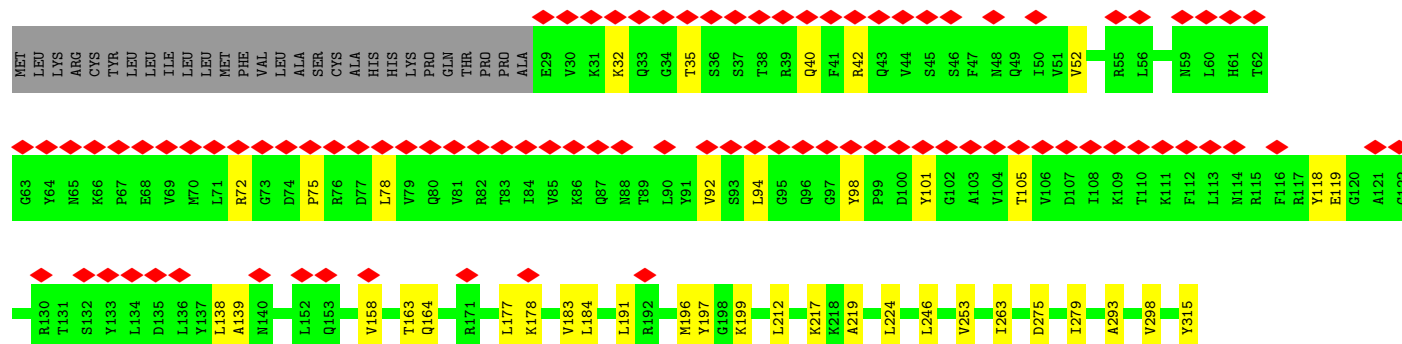 MET LEU LYS ARG CYS TYR LEU LEU ILE LEU LEU MET PHE VAL LEU ALA SER CYS ALA HIS HIS LYS PRO GLN THR PRO PRO ALA E29 V30 K31 K32 Q33 G34 T35 S36 S37 T38 R39 Q40 F41 R42 Q43 V44 S45 S46 F47 N48 Q49 I50 V51 V52 R55 L56 N59 L60 H61 T62
G63 Y64 N65 K66 P67 E68 V69 M70 L71 R72 G73 D74 P75 R76 D77 L78 V79 Q80 V81 R82 T83 I84 V85 K86 Q87 N88 T89 L90 Y91 V92 S93 L94 G95 Q96 G97 Y98 P99 D100 Y101 G102 A103 V104 T105 V106 D107 I108 K109 T110 K111 F112 L113 N114 R115 F116 R117 Y118 E119 G120 A121
R130 T131 S132 Y133 L134 D135 L136 Y137 L138 A139 N140 L152 Q153 V158 T163 Q164 R171 L177 K178 V183 L184 L191 R192 M196 Y197 G198 K199 L212 K217 K218 A219 L224 L246 V253 I263 D275 I279 A293 V298 Y315